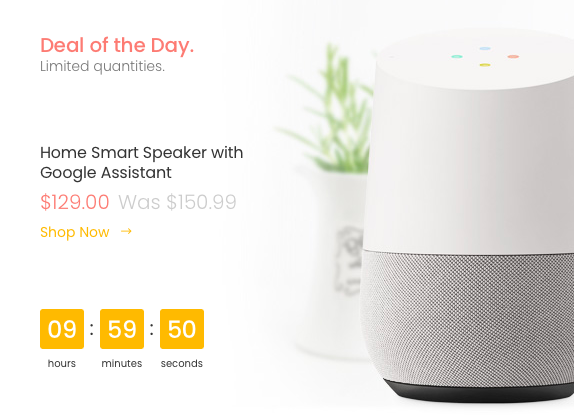 Deal of the Day.
Limited quantities.
Home Smart Speaker with
Google Assistant
$129.00 Was $150.99
Shop Now →
09 : 59 : 50
hours minutes seconds